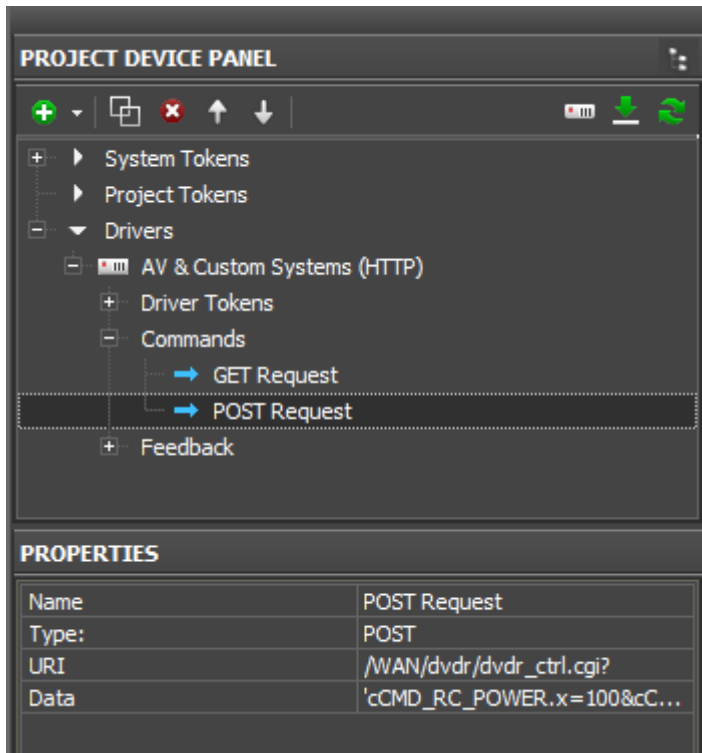 PROJECT DEVICE PANEL
System Tokens
Project Tokens
Drivers
AV & Custom Systems (HTTP)
Driver Tokens
Commands
GET Request
POST Request
Feedback
PROPERTIES
Name POST Request
Type: POST
URI /WAN/dvdr/dvdr_ctrl.cgi?
Data 'cCMD_RC_POWER.x=100&cC...